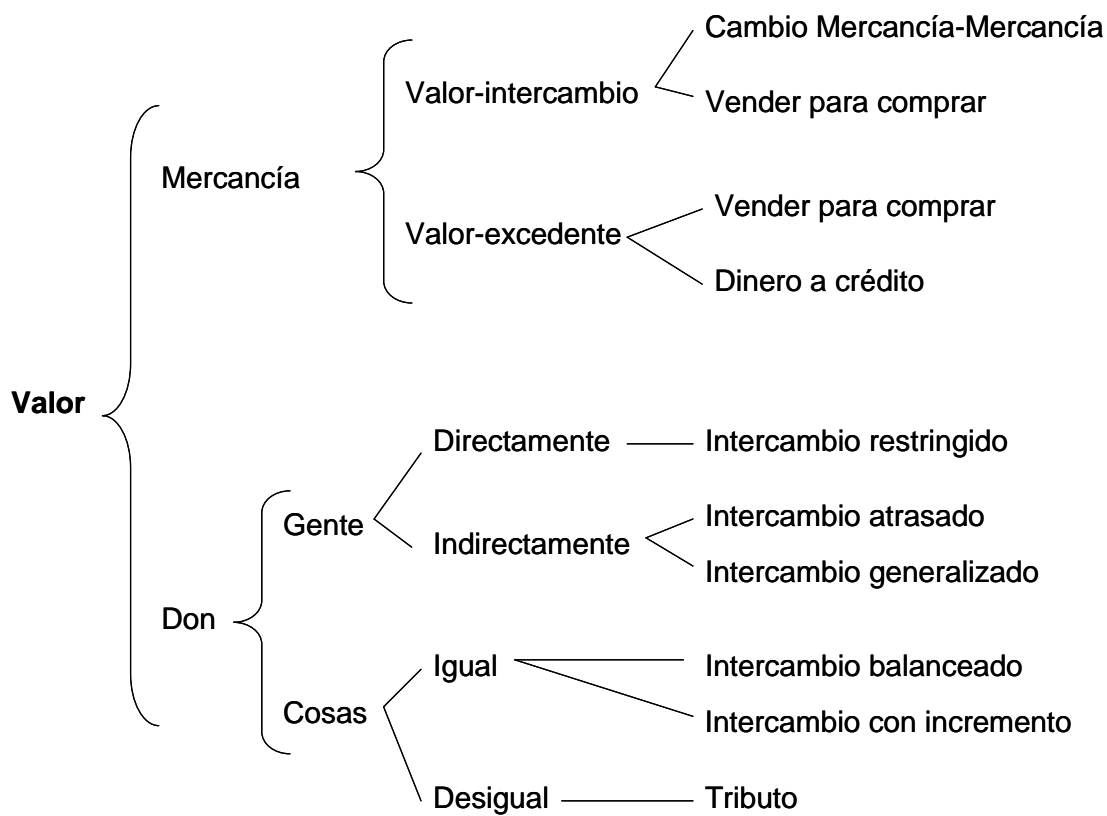 Cambio Mercancía-Mercancía
Valor-intercambio
Vender para comprar
Mercancía
Vender para comprar
Valor-excedente
Dinero a crédito
Valor
Directamente
Intercambio restringido
Gente
Intercambio atrasado
Indirectamente
Intercambio generalizado
Don
Igual
Intercambio balanceado
Cosas
Intercambio con incremento
Desigual
Tributo